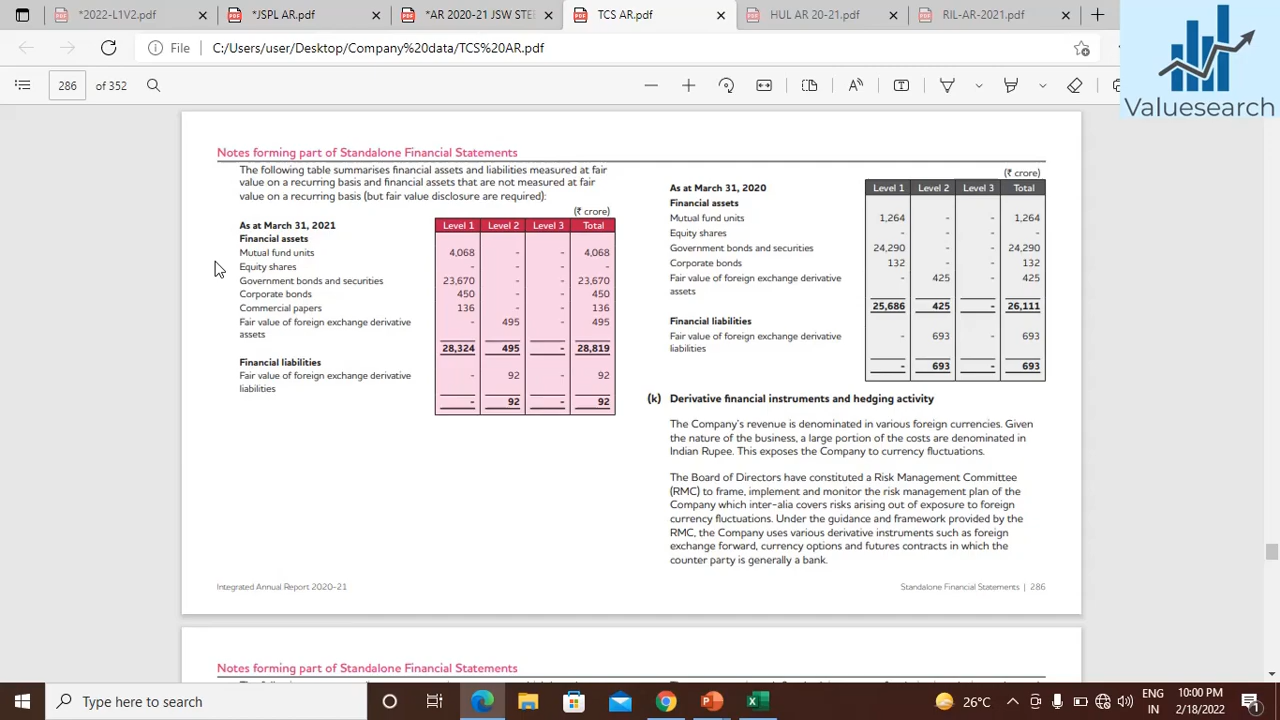 *2022-L1V2.pdf
*JSPL AR.pdf
*AR 2020-21 JSW STE
TCS AR.pdf
HUL AR 20-21.pdf
RIL-AR-2021.pdf
File
C:/Users/user/Desktop/Company%20data/TCS%20AR.pdf
286 of 352
Valuesearch
Notes forming part of Standalone Financial Statements
The following table summarises financial assets and liabilities measured at fair
value on a recurring basis and financial assets that are not measured at fair
value on a recurring basis (but fair value disclosure are required):
(₹ crore)
As at March 31, 2021 Level 1 Level 2 Level 3 Total
Financial assets
Mutual fund units 4,068 - - 4,068
Equity shares - - - -
Government bonds and securities 23,670 - - 23,670
Corporate bonds 450 - - 450
Commercial papers 136 - - 136
Fair value of foreign exchange derivative - 495 - 495
assets
28,324 495 - 28,819
Financial liabilities
Fair value of foreign exchange derivative - 92 - 92
liabilities
- 92 - 92
(₹ crore)
As at March 31, 2020 Level 1 Level 2 Level 3 Total
Financial assets
Mutual fund units 1,264 - - 1,264
Equity shares - - - -
Government bonds and securities 24,290 - - 24,290
Corporate bonds 132 - - 132
Fair value of foreign exchange derivative - 425 - 425
assets
25,686 425 - 26,111
Financial liabilities
Fair value of foreign exchange derivative - 693 - 693
liabilities
- 693 - 693
(k) Derivative financial instruments and hedging activity
The Company's revenue is denominated in various foreign currencies. Given
the nature of the business, a large portion of the costs are denominated in
Indian Rupee. This exposes the Company to currency fluctuations.
The Board of Directors have constituted a Risk Management Committee
(RMC) to frame, implement and monitor the risk management plan of the
Company which inter-alia covers risks arising out of exposure to foreign
currency fluctuations. Under the guidance and framework provided by the
RMC, the Company uses various derivative instruments such as foreign
exchange forward, currency options and futures contracts in which the
counter party is generally a bank.
Integrated Annual Report 2020-21
Standalone Financial Statements | 286
Notes forming part of Standalone Financial Statements
Type here to search
26°C
ENG
IN
10:00 PM
2/18/2022